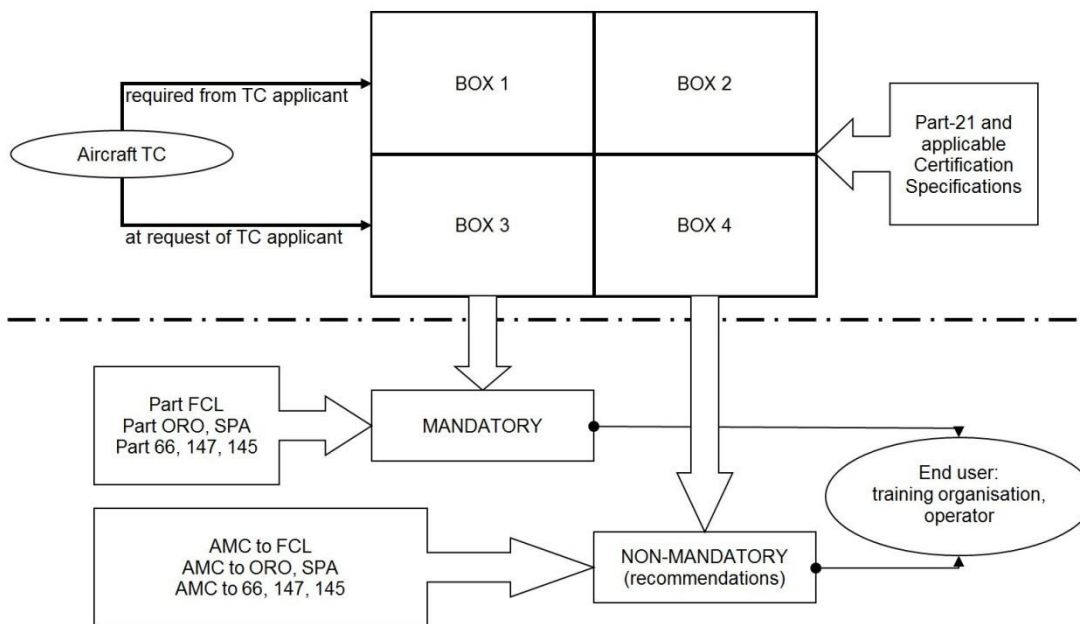 required from TC applicant
Aircraft TC
at request of TC applicant
BOX 1
BOX 2
BOX 3
BOX 4
Part-21 and
applicable
Certification
Specifications
Part FCL
Part ORO, SPA
Part 66, 147, 145
MANDATORY
End user:
training organisation,
operator
AMC to FCL
AMC to ORO, SPA
AMC to 66, 147, 145
NON-MANDATORY
(recommendations)